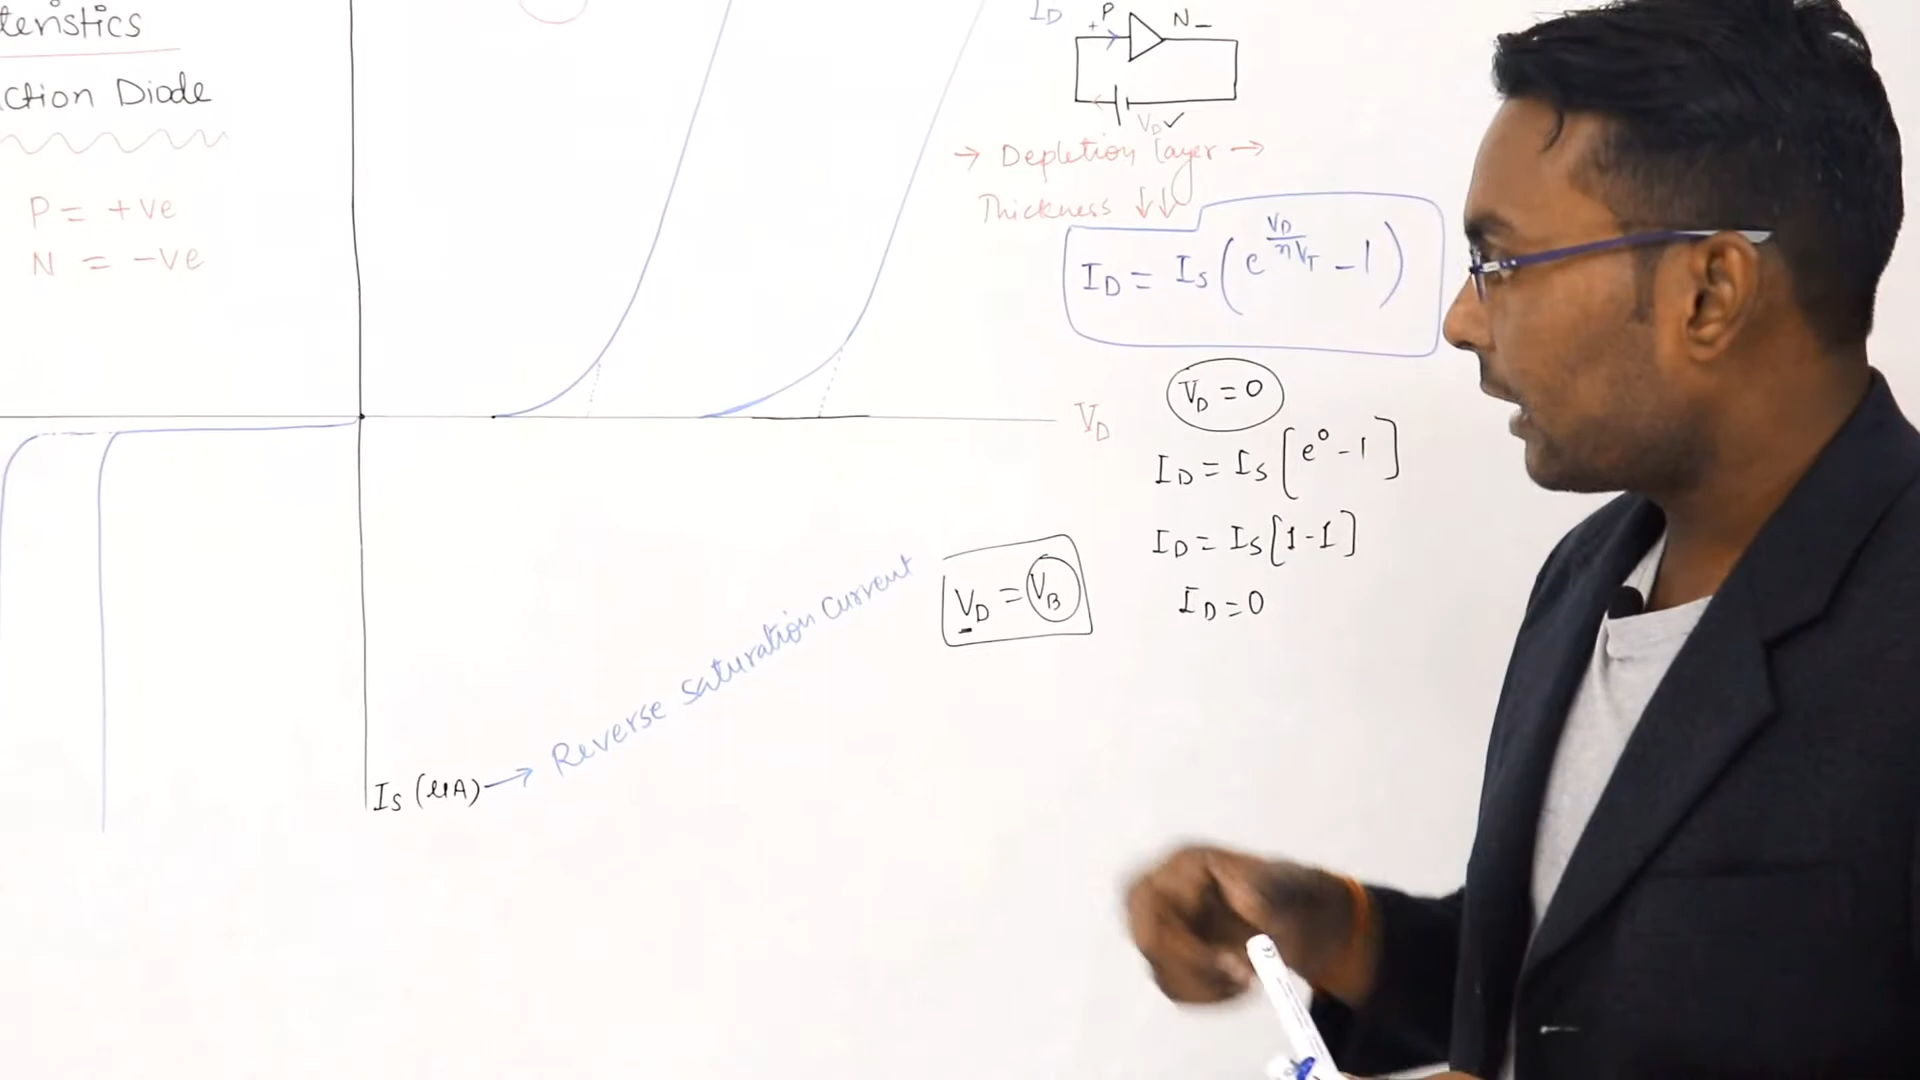 teristics
ction Diode
P = +ve
N = -ve
I_D
+ P N -
V_D ✓
→ Depletion layer →
Thickness ↓↓
I_D = I_S (e^{V_D/ηV_T} - 1)
V_D
V_D = 0
I_D = I_S [e^0 - 1]
I_D = I_S [1 - 1]
I_D = 0
V_D = V_B
I_S (μA) → Reverse saturation current